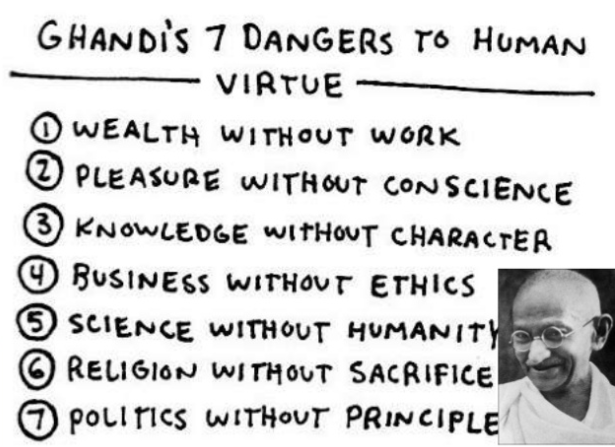 GHANDI'S 7 DANGERS TO HUMAN
VIRTUE
1 WEALTH WITHOUT WORK
2 PLEASURE WITHOUT CONSCIENCE
3 KNOWLEDGE WITHOUT CHARACTER
4 BUSINESS WITHOUT ETHICS
5 SCIENCE WITHOUT HUMANITY
6 RELIGION WITHOUT SACRIFICE
7 POLITICS WITHOUT PRINCIPLE